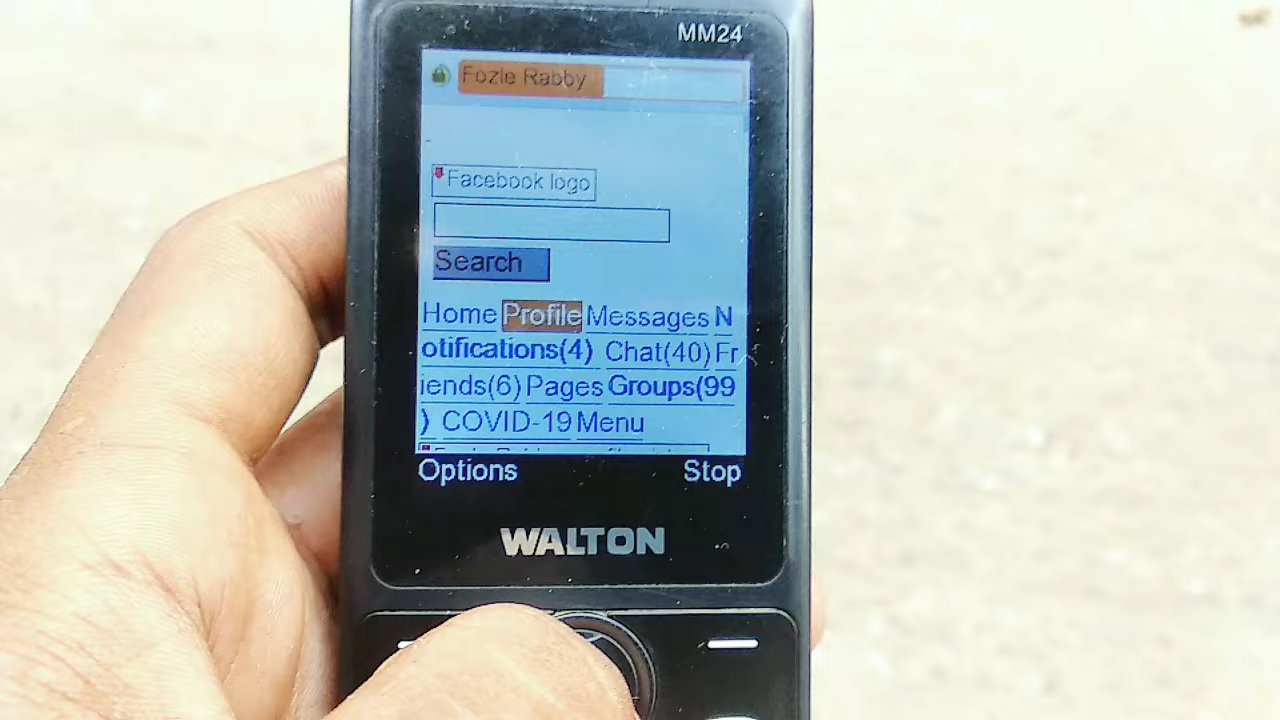 MM24
Fozle Rabby
Facebook logo
Search
Home Profile Messages N
otifications(4) Chat(40) Fr
iends(6) Pages Groups(99
) COVID-19 Menu
Options Stop
WALTON